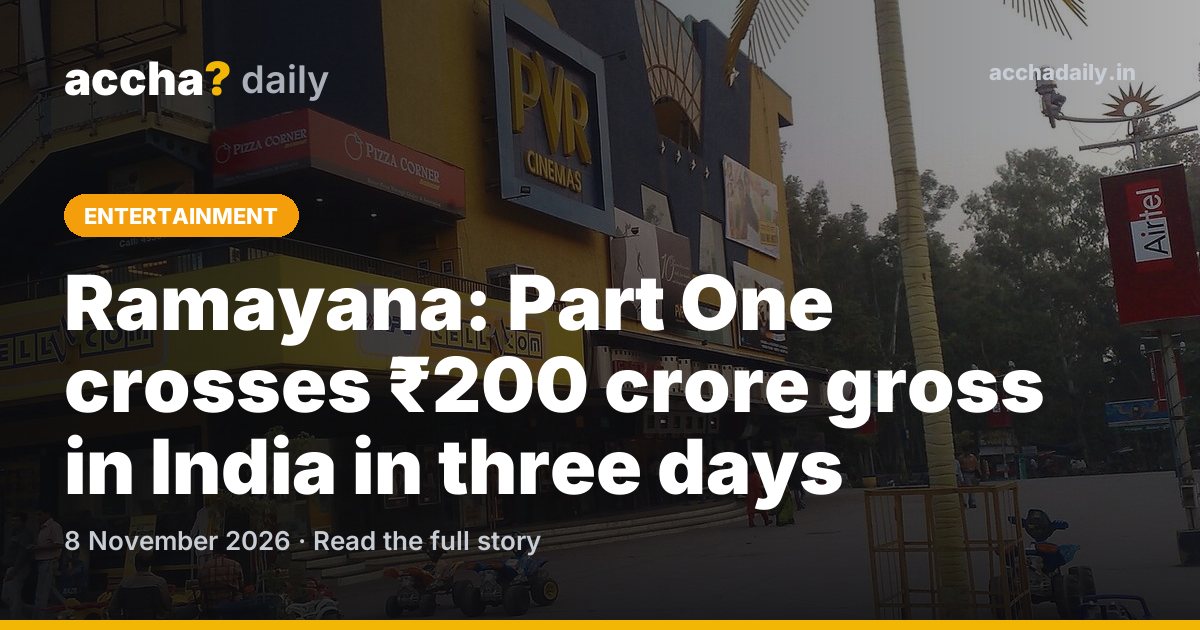 accha? daily
acchadaily.in
PVR
CINEMAS
PIZZA CORNER
PIZZA CORNER
Airtel
ENTERTAINMENT
Ramayana: Part One
crosses ₹200 crore gross
in India in three days
8 November 2026 · Read the full story